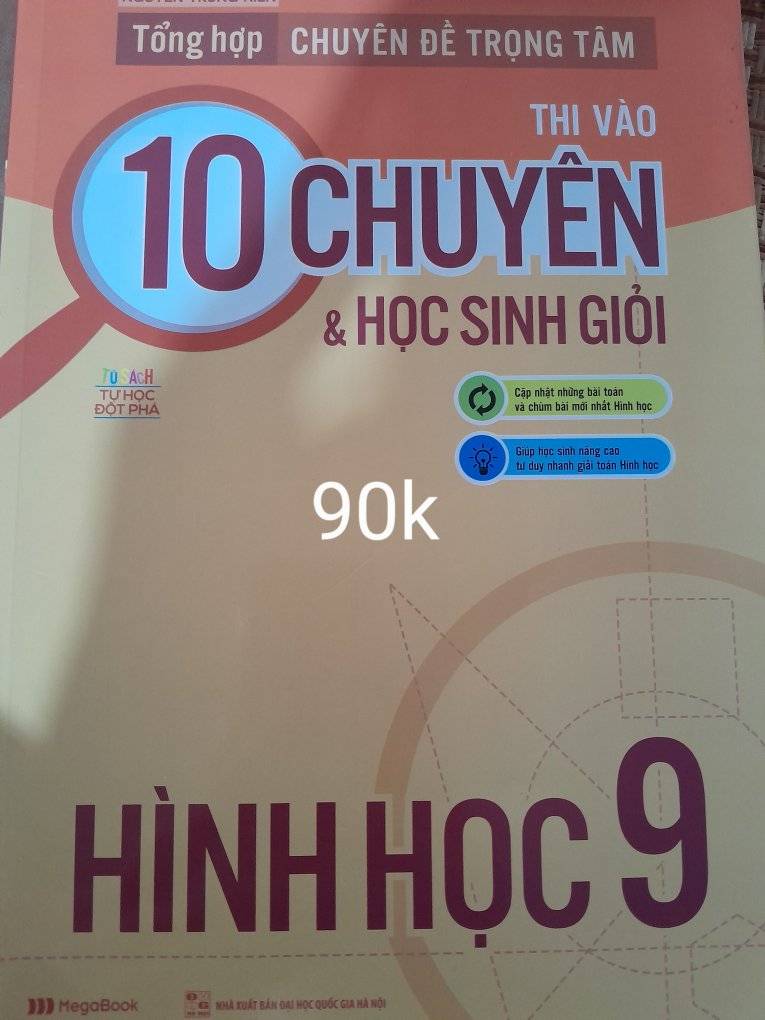 NGUYỄN TRUNG KIÊN
Tổng hợp CHUYÊN ĐỀ TRỌNG TÂM
THI VÀO
10 CHUYÊN
& HỌC SINH GIỎI
TỦ SÁCH
TỰ HỌC
ĐỘT PHÁ
Cập nhật những bài toán
và chùm bài mới nhất Hình học
Giúp học sinh nâng cao
tư duy nhanh giải toán Hình học
90k
HÌNH HỌC 9
MegaBook
NHÀ XUẤT BẢN ĐẠI HỌC QUỐC GIA HÀ NỘI